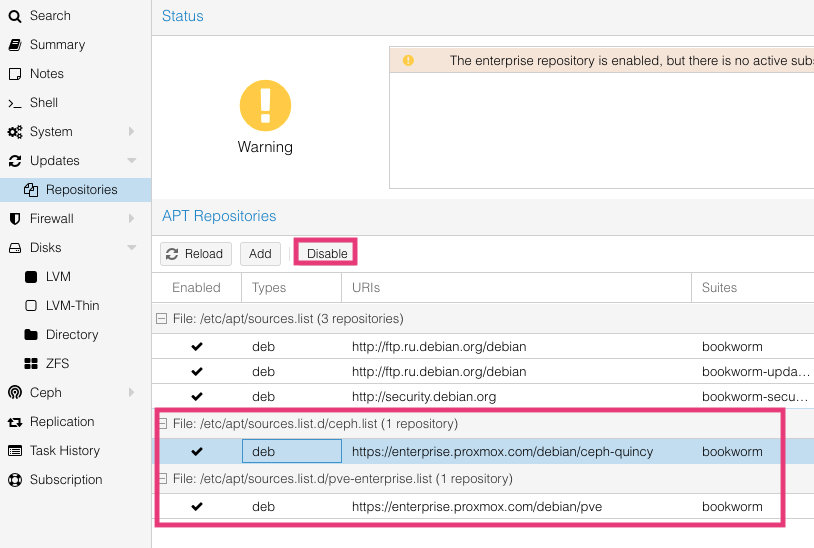 Search
Summary
Notes
Shell
System
Updates
Repositories
Firewall
Disks
LVM
LVM-Thin
Directory
ZFS
Ceph
Replication
Task History
Subscription
Status
Warning
The enterprise repository is enabled, but there is no active subs
APT Repositories
Reload Add Disable
Enabled Types URIs Suites
File: /etc/apt/sources.list (3 repositories)
deb http://ftp.ru.debian.org/debian bookworm
deb http://ftp.ru.debian.org/debian bookworm-upda...
deb http://security.debian.org bookworm-secu...
File: /etc/apt/sources.list.d/ceph.list (1 repository)
deb https://enterprise.proxmox.com/debian/ceph-quincy bookworm
File: /etc/apt/sources.list.d/pve-enterprise.list (1 repository)
deb https://enterprise.proxmox.com/debian/pve bookworm